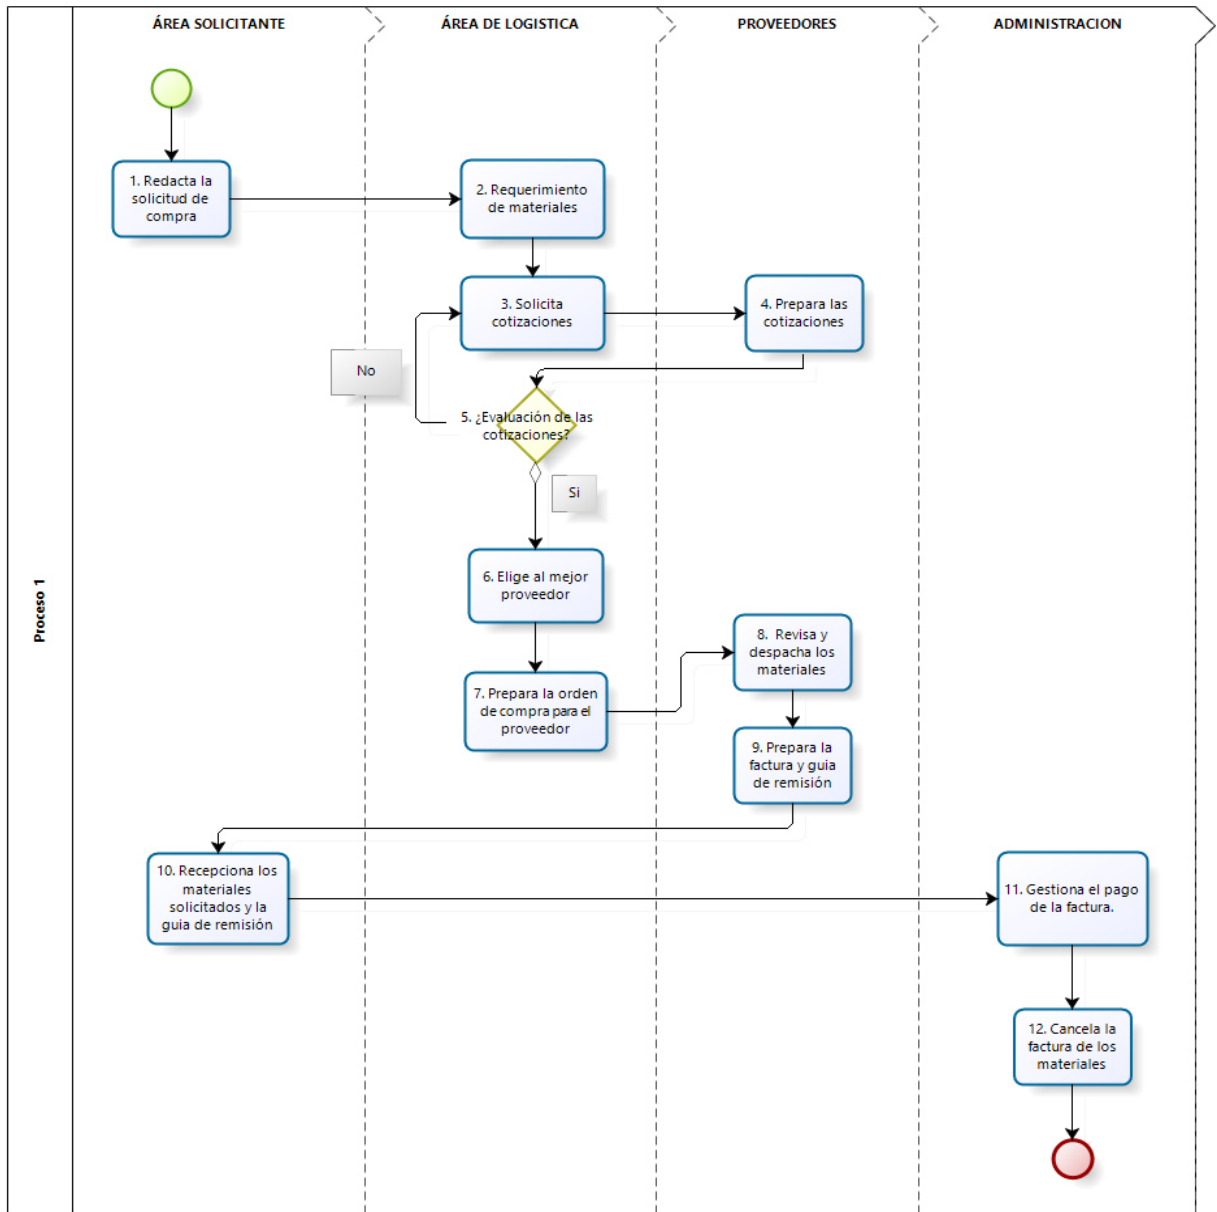 ÁREA SOLICITANTE
ÁREA DE LOGISTICA
PROVEEDORES
ADMINISTRACION
Proceso 1
1. Redacta la
solicitud de
compra
2. Requerimiento
de materiales
3. Solicita
cotizaciones
4. Prepara las
cotizaciones
No
5. ¿Evaluación de las
cotizaciones?
Si
6. Elige al mejor
proveedor
7. Prepara la orden
de compra para el
proveedor
8. Revisa y
despacha los
materiales
9. Prepara la
factura y guia
de remisión
10. Recepciona los
materiales
solicitados y la
guia de remisión
11. Gestiona el pago
de la factura.
12. Cancela la
factura de los
materiales